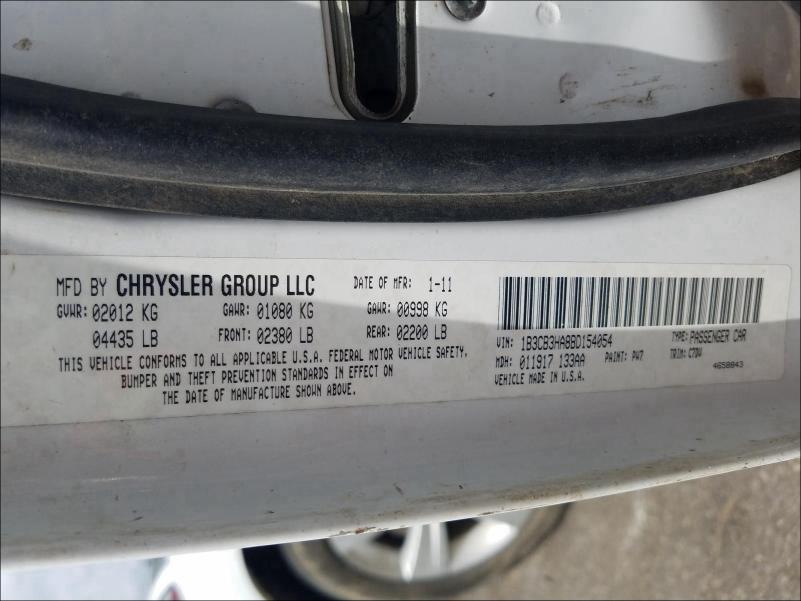 MFD BY CHRYSLER GROUP LLC DATE OF MFR: 1-11
GVWR: 02012 KG GAWR: 01080 KG GAWR: 00998 KG
04435 LB FRONT: 02380 LB REAR: 02200 LB
THIS VEHICLE CONFORMS TO ALL APPLICABLE U.S.A. FEDERAL MOTOR VEHICLE SAFETY,
BUMPER AND THEFT PREVENTION STANDARDS IN EFFECT ON
THE DATE OF MANUFACTURE SHOWN ABOVE.
VIN: 1B3CB3HA8BD154054 TYPE: PASSENGER CAR
MDH: 011917 133AA PAINT: PW7 TRIM: C7DV
VEHICLE MADE IN U.S.A. 4658843